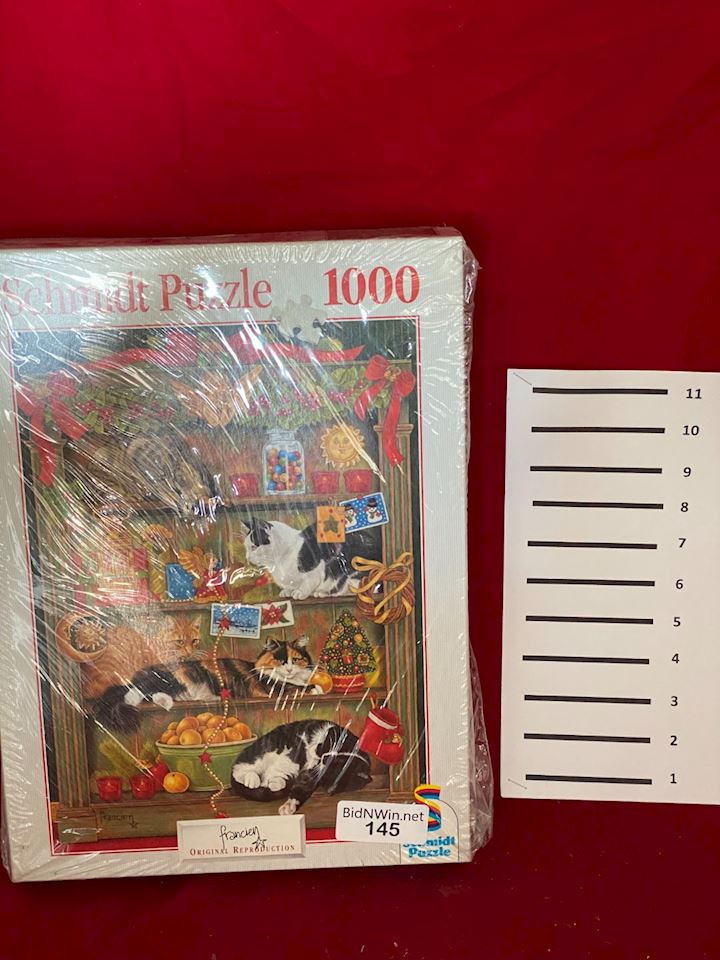 Schmidt Puzzle 1000
11
10
9
8
7
6
5
4
3
2
1
Francien
BidNWin.net
145
francien
ORIGINAL REPRODUCTION
Schmidt
Puzzle